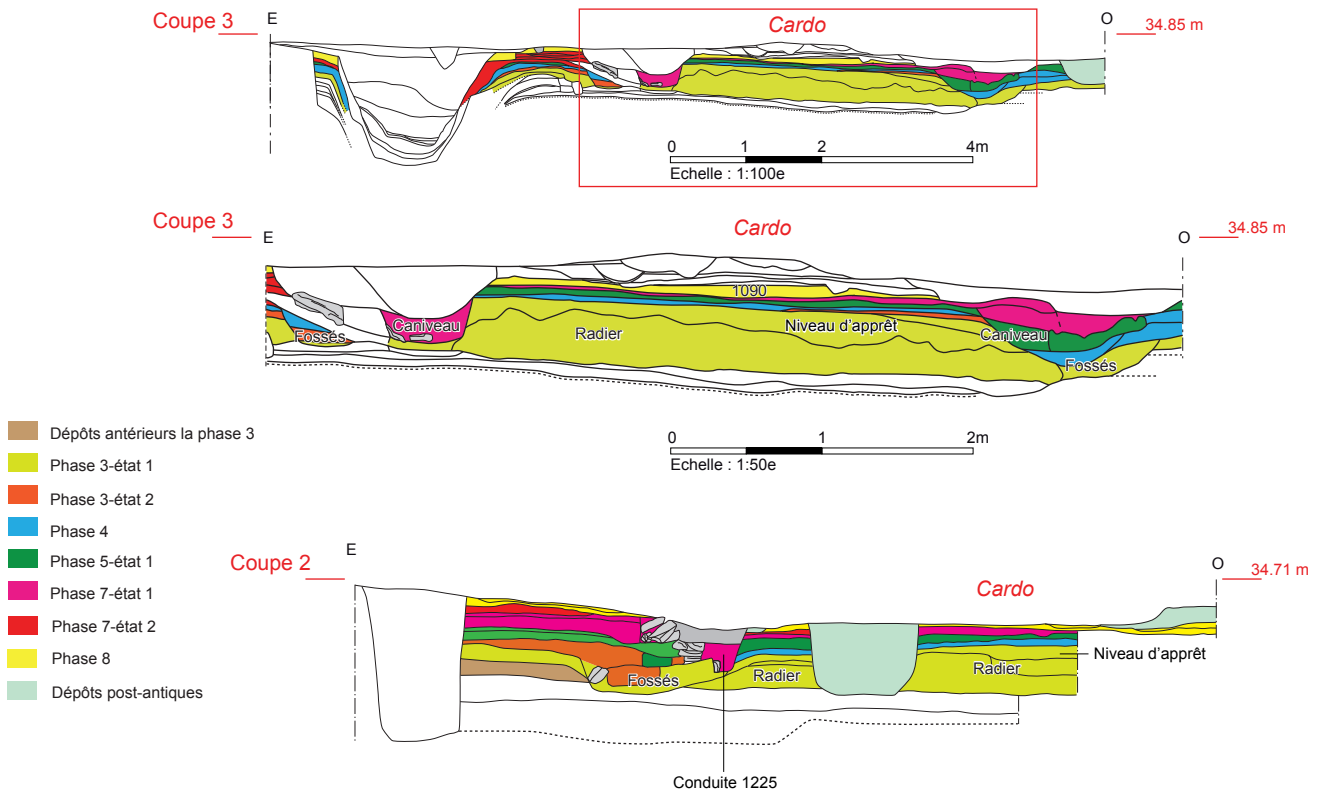 Coupe 3
E
Cardo
O
34.85 m
0 1 2 4m
Echelle : 1:100e
Coupe 3
E
Cardo
O
34.85 m
1090
Fossés
Caniveau
Radier
Niveau d'apprêt
Caniveau
Fossés
0 1 2m
Echelle : 1:50e
Dépôts antérieurs la phase 3
Phase 3-état 1
Phase 3-état 2
Phase 4
Phase 5-état 1
Phase 7-état 1
Phase 7-état 2
Phase 8
Dépôts post-antiques
Coupe 2
E
Cardo
O
34.71 m
Fossés
Radier
Radier
Niveau d'apprêt
Conduite 1225